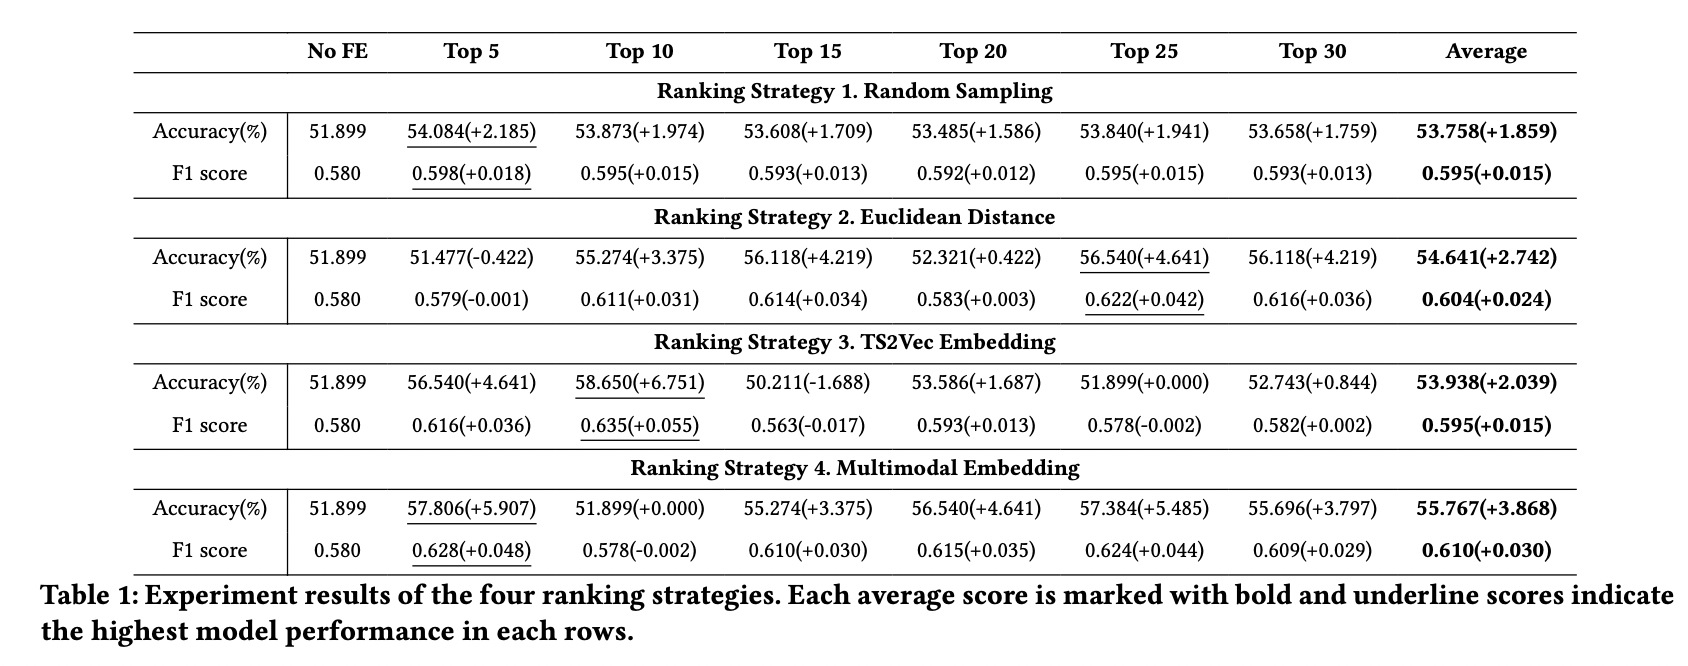 No FE Top 5 Top 10 Top 15 Top 20 Top 25 Top 30 Average
Ranking Strategy 1. Random Sampling
Accuracy(%) 51.899 54.084(+2.185) 53.873(+1.974) 53.608(+1.709) 53.485(+1.586) 53.840(+1.941) 53.658(+1.759) 53.758(+1.859)
F1 score 0.580 0.598(+0.018) 0.595(+0.015) 0.593(+0.013) 0.592(+0.012) 0.595(+0.015) 0.593(+0.013) 0.595(+0.015)
Ranking Strategy 2. Euclidean Distance
Accuracy(%) 51.899 51.477(-0.422) 55.274(+3.375) 56.118(+4.219) 52.321(+0.422) 56.540(+4.641) 56.118(+4.219) 54.641(+2.742)
F1 score 0.580 0.579(-0.001) 0.611(+0.031) 0.614(+0.034) 0.583(+0.003) 0.622(+0.042) 0.616(+0.036) 0.604(+0.024)
Ranking Strategy 3. TS2Vec Embedding
Accuracy(%) 51.899 56.540(+4.641) 58.650(+6.751) 50.211(-1.688) 53.586(+1.687) 51.899(+0.000) 52.743(+0.844) 53.938(+2.039)
F1 score 0.580 0.616(+0.036) 0.635(+0.055) 0.563(-0.017) 0.593(+0.013) 0.578(-0.002) 0.582(+0.002) 0.595(+0.015)
Ranking Strategy 4. Multimodal Embedding
Accuracy(%) 51.899 57.806(+5.907) 51.899(+0.000) 55.274(+3.375) 56.540(+4.641) 57.384(+5.485) 55.696(+3.797) 55.767(+3.868)
F1 score 0.580 0.628(+0.048) 0.578(-0.002) 0.610(+0.030) 0.615(+0.035) 0.624(+0.044) 0.609(+0.029) 0.610(+0.030)
Table 1: Experiment results of the four ranking strategies. Each average score is marked with bold and underline scores indicate
the highest model performance in each rows.